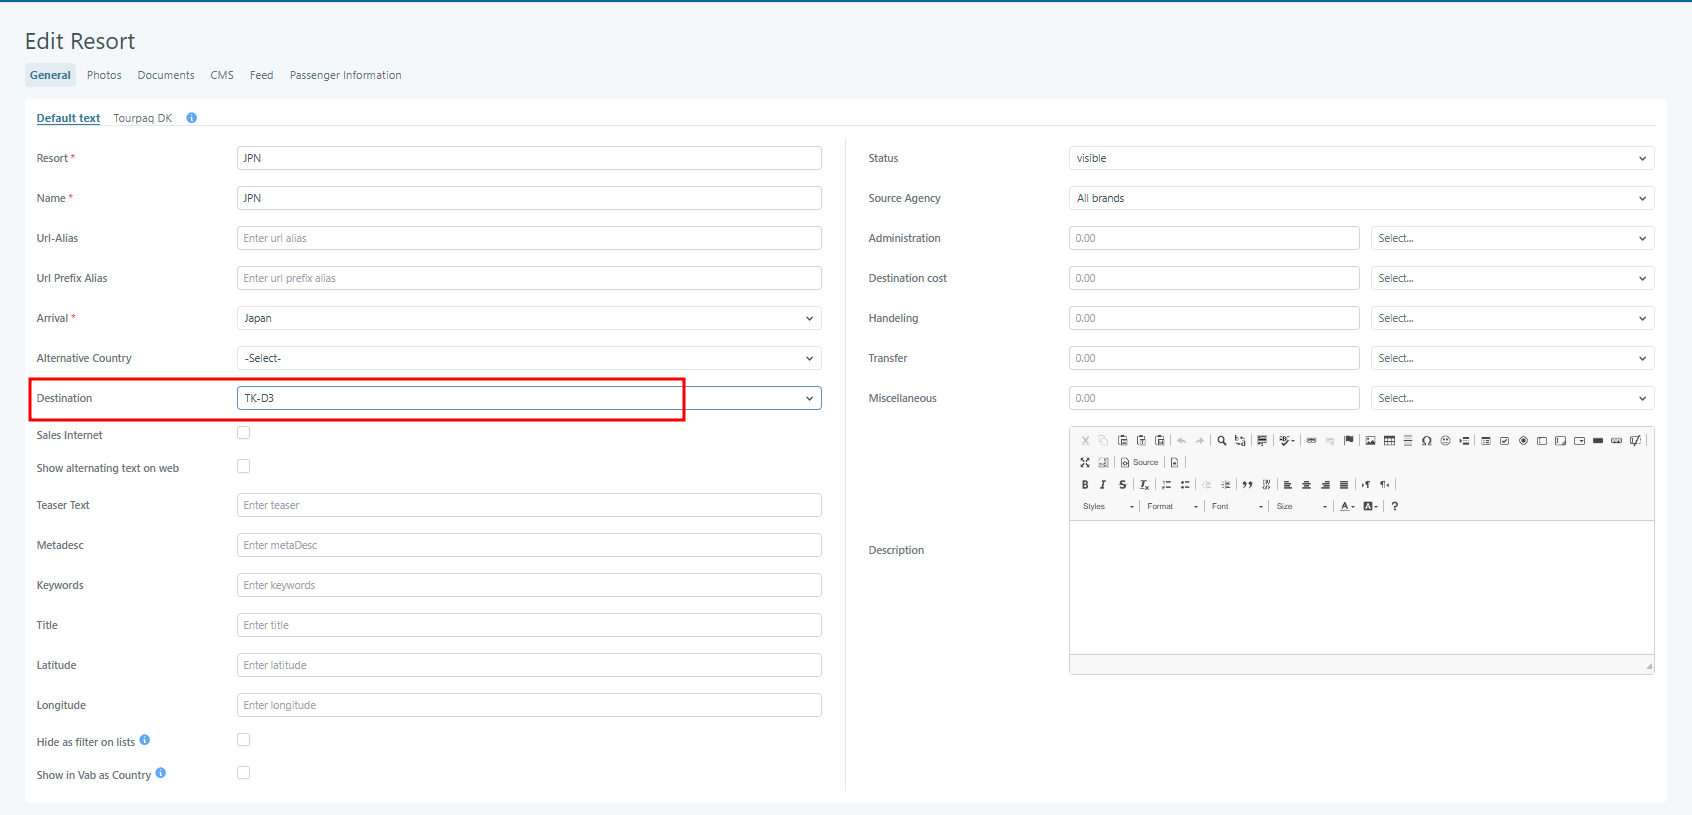 Edit Resort
General Photos Documents CMS Feed Passenger Information
Default text Tourpaq DK
Resort * JPN
Name * JPN
Url-Alias Enter url alias
Url Prefix Alias Enter url prefix alias
Arrival * Japan
Alternative Country -Select-
Destination TK-D3
Sales Internet
Show alternating text on web
Teaser Text Enter teaser
Metadesc Enter metaDesc
Keywords Enter keywords
Title Enter title
Latitude Enter latitude
Longitude Enter longitude
Hide as filter on lists
Show in Vab as Country
Status visible
Source Agency All brands
Administration 0.00 Select...
Destination cost 0.00 Select...
Handeling 0.00 Select...
Transfer 0.00 Select...
Miscellaneous 0.00 Select...
Source
Styles Format Font Size
Description